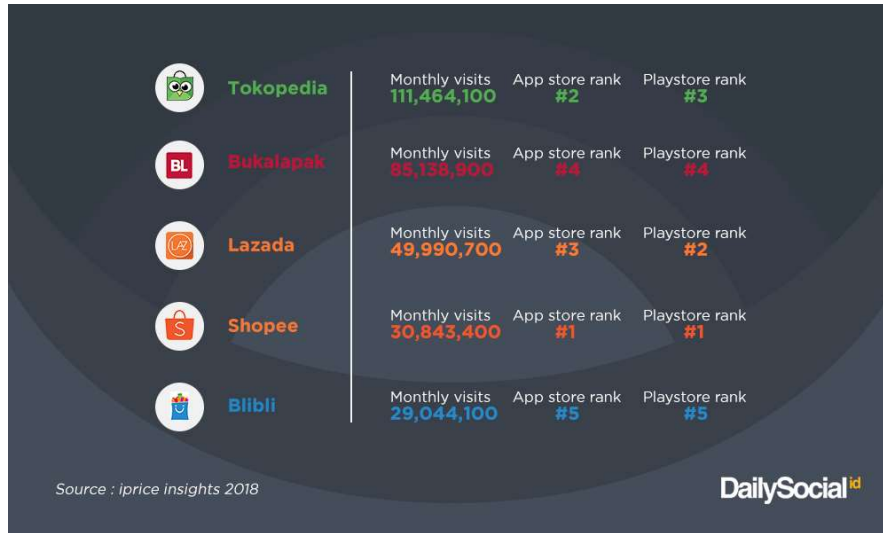 Tokopedia
Monthly visits App store rank Playstore rank
111,464,100 #2 #3
BL
Bukalapak
Monthly visits App store rank Playstore rank
85,138,900 #4 #4
LAZ
Lazada
Monthly visits App store rank Playstore rank
49,990,700 #3 #2
S
Shopee
Monthly visits App store rank Playstore rank
30,843,400 #1 #1
Blibli
Monthly visits App store rank Playstore rank
29,044,100 #5 #5
Source : iprice insights 2018
DailySocial id